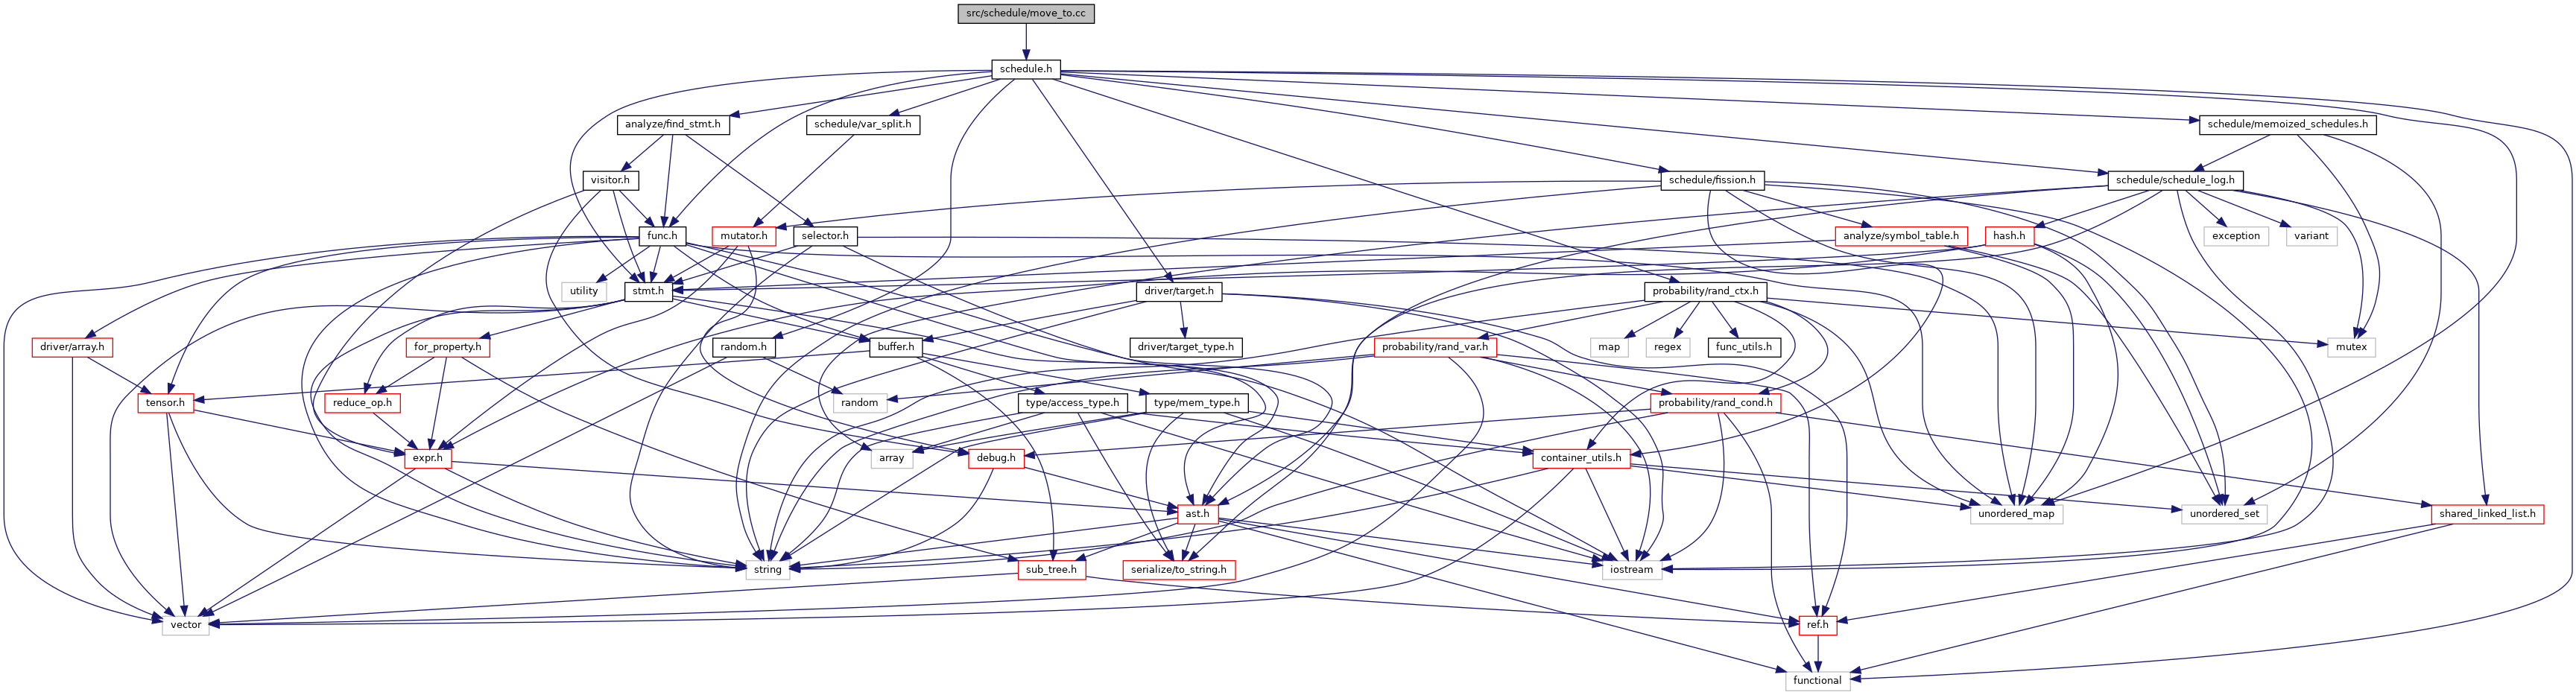 src/schedule/move_to.cc
schedule.h
analyze/find_stmt.h
schedule/var_split.h
schedule/memoized_schedules.h
visitor.h
schedule/fission.h
schedule/schedule_log.h
func.h
mutator.h
selector.h
analyze/symbol_table.h
hash.h
exception
variant
utility
stmt.h
driver/target.h
probability/rand_ctx.h
driver/array.h
for_property.h
random.h
buffer.h
driver/target_type.h
probability/rand_var.h
map
regex
func_utils.h
mutex
tensor.h
reduce_op.h
random
type/access_type.h
type/mem_type.h
probability/rand_cond.h
expr.h
array
debug.h
container_utils.h
ast.h
unordered_map
unordered_set
shared_linked_list.h
string
sub_tree.h
serialize/to_string.h
iostream
vector
ref.h
functional